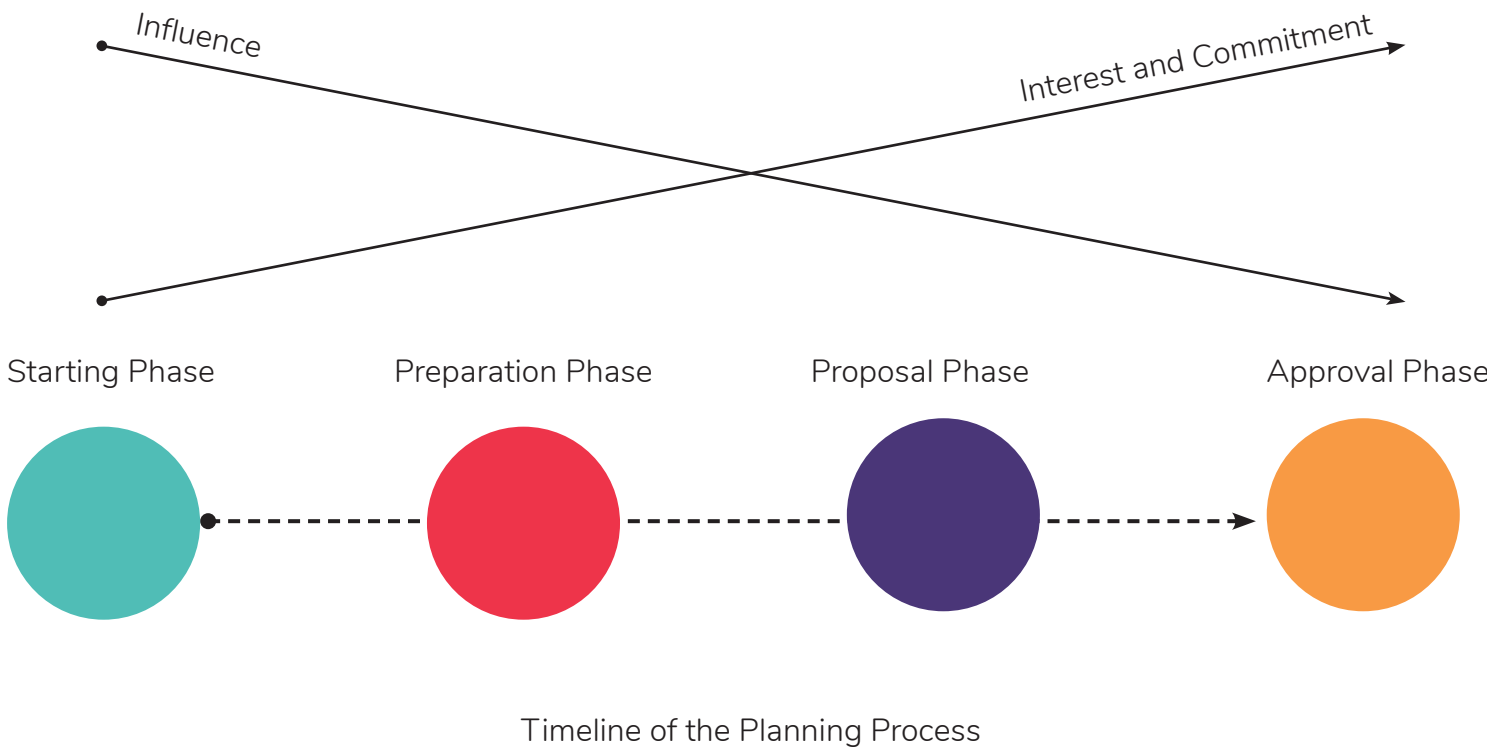 Influence
Interest and Commitment
Starting Phase
Preparation Phase
Proposal Phase
Approval Phase
Timeline of the Planning Process